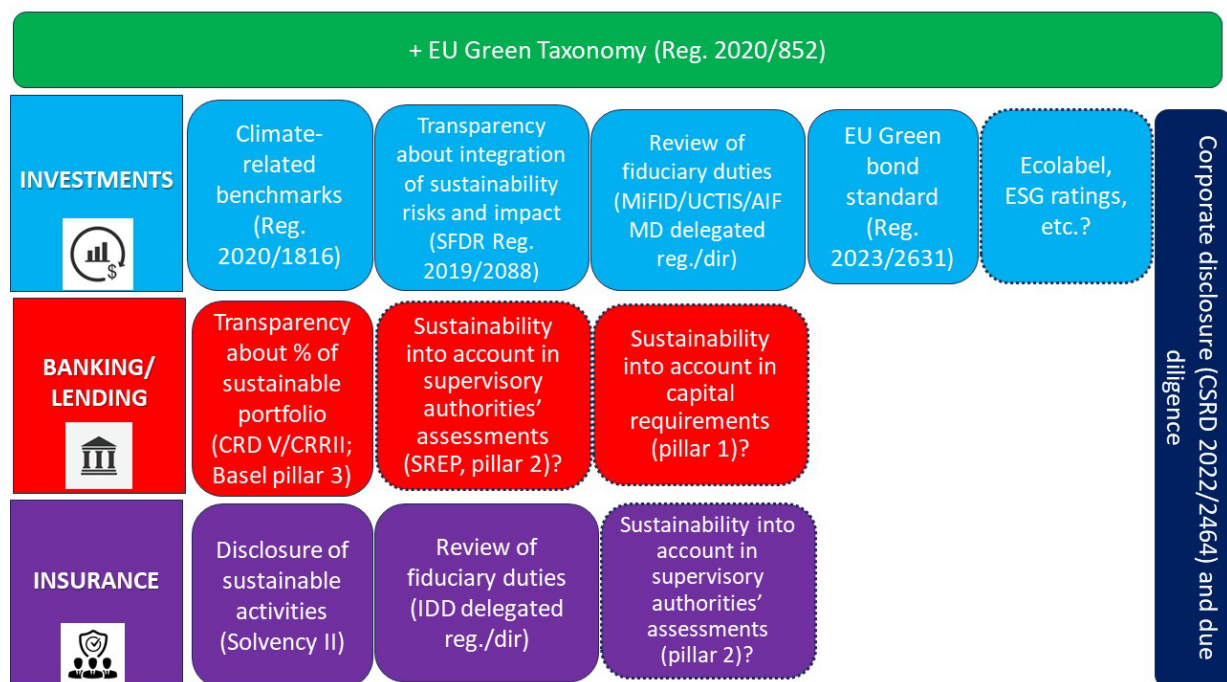 + EU Green Taxonomy (Reg. 2020/852)
INVESTMENTS
$
Climate-
related
benchmarks
(Reg.
2020/1816)
Transparency
about integration
of sustainability
risks and impact
(SFDR Reg.
2019/2088)
Review of
fiduciary duties
(MiFID/UCTIS/AIF
MD delegated
reg./dir)
EU Green
bond
standard
(Reg.
2023/2631)
Ecolabel,
ESG ratings,
etc.?
BANKING/
LENDING
Transparency
about % of
sustainable
portfolio
(CRD V/CRRII;
Basel pillar 3)
Sustainability
into account in
supervisory
authorities’
assessments
(SREP, pillar 2)?
Sustainability
into account in
capital
requirements
(pillar 1)?
INSURANCE
Disclosure of
sustainable
activities
(Solvency II)
Review of
fiduciary duties
(IDD delegated
reg./dir)
Sustainability into
account in
supervisory
authorities’
assessments
(pillar 2)?
Corporate disclosure (CSRD 2022/2464) and due
diligence